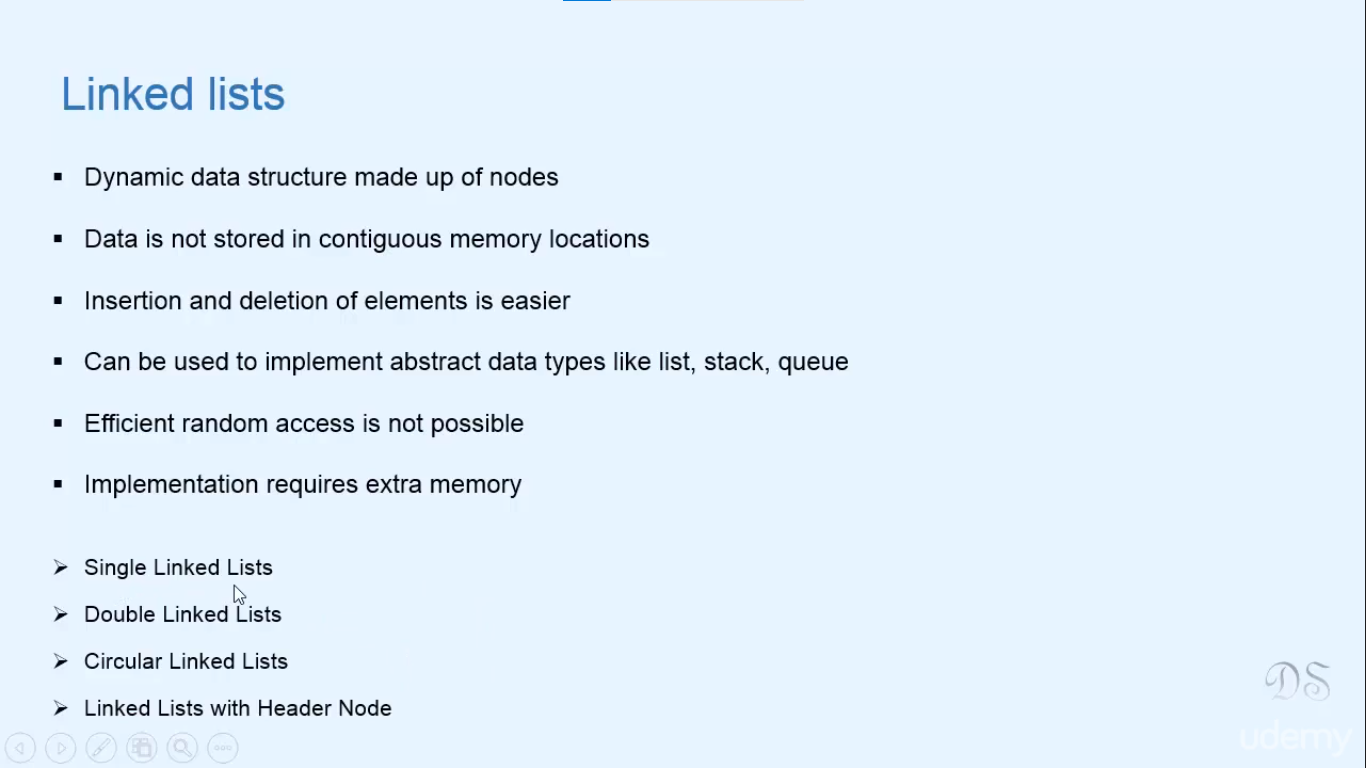 Linked lists
▪ Dynamic data structure made up of nodes
▪ Data is not stored in contiguous memory locations
▪ Insertion and deletion of elements is easier
▪ Can be used to implement abstract data types like list, stack, queue
▪ Efficient random access is not possible
▪ Implementation requires extra memory
➢ Single Linked Lists
➢ Double Linked Lists
➢ Circular Linked Lists
➢ Linked Lists with Header Node
DS
udemy